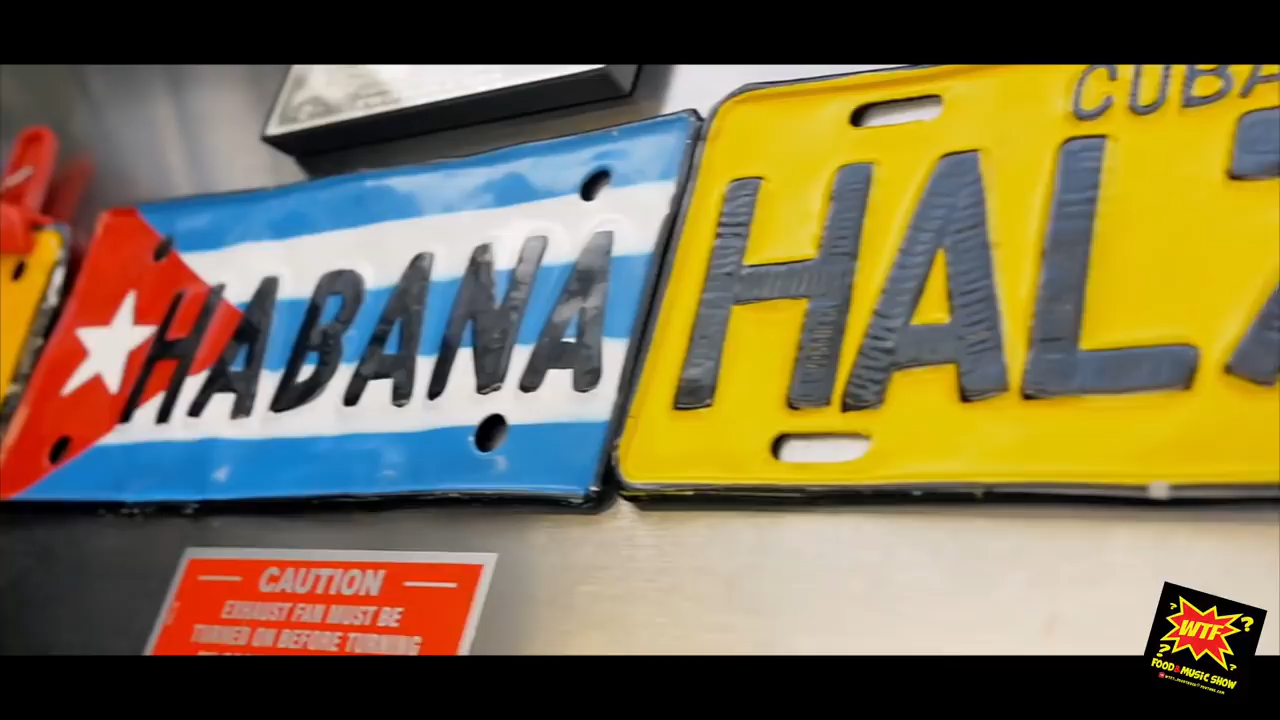 CUBA
HABANA
HAL
CAUTION
EXHAUST FAN MUST BE
TURNED ON BEFORE TURNING
WTF
FOOD & MUSIC SHOW